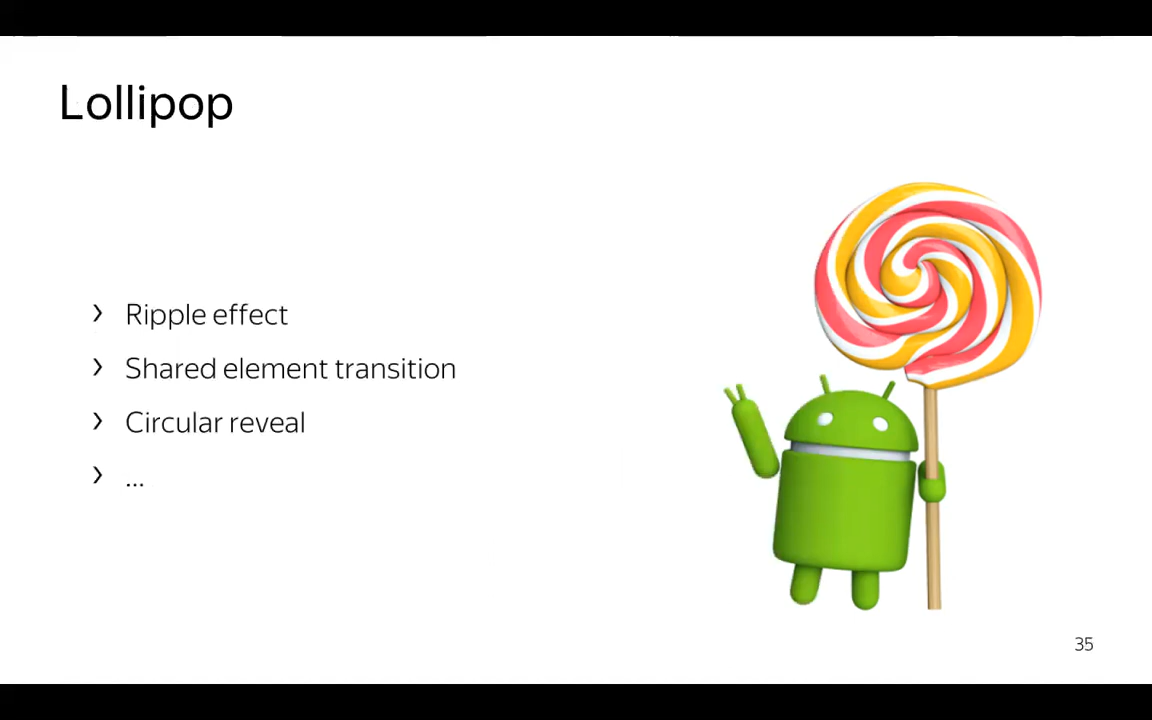 Lollipop
› Ripple effect
› Shared element transition
› Circular reveal
› ...
35